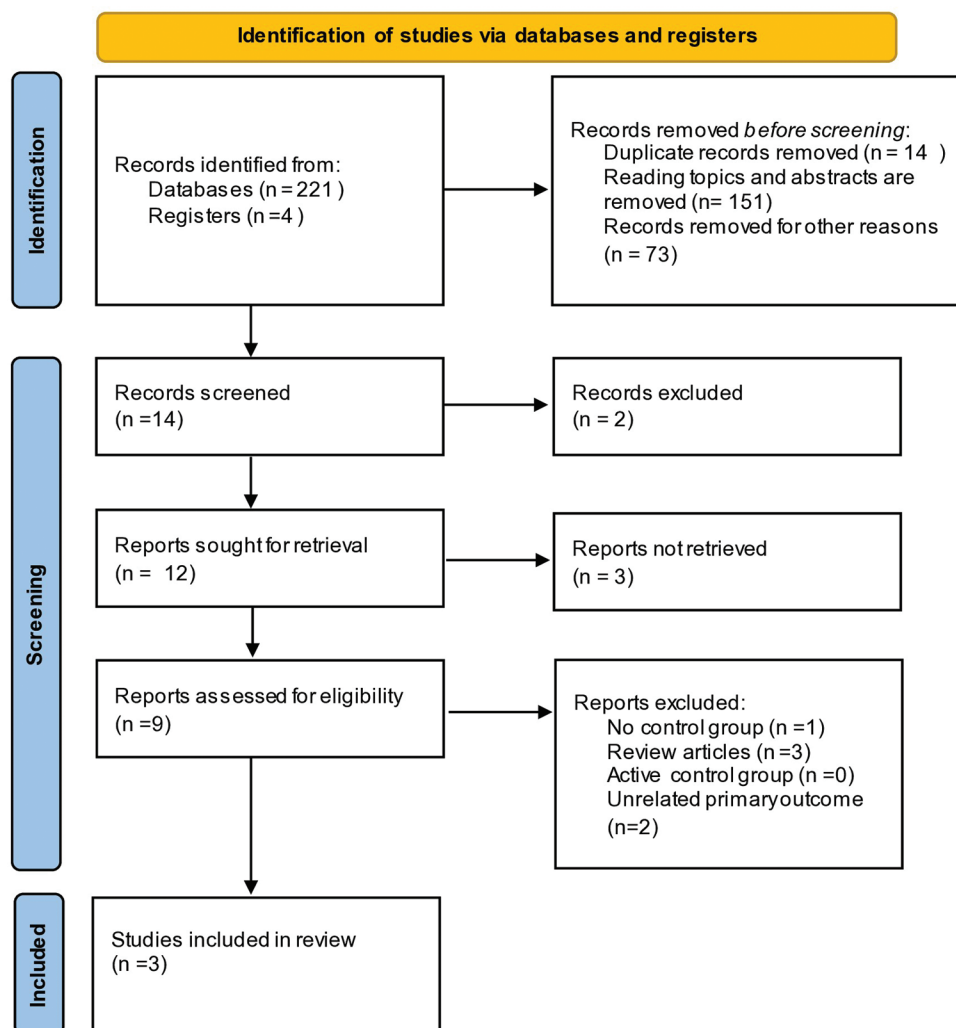 Identification of studies via databases and registers
Identification
Records identified from:
Databases (n = 221 )
Registers (n =4 )
Records removed before screening:
Duplicate records removed (n = 14 )
Reading topics and abstracts are
removed (n= 151)
Records removed for other reasons
(n = 73)
Screening
Records screened
(n =14)
Records excluded
(n = 2)
Reports sought for retrieval
(n = 12)
Reports not retrieved
(n = 3)
Reports assessed for eligibility
(n =9)
Reports excluded:
No control group (n =1)
Review articles (n =3)
Active control group (n =0)
Unrelated primary outcome
(n=2)
Included
Studies included in review
(n =3)